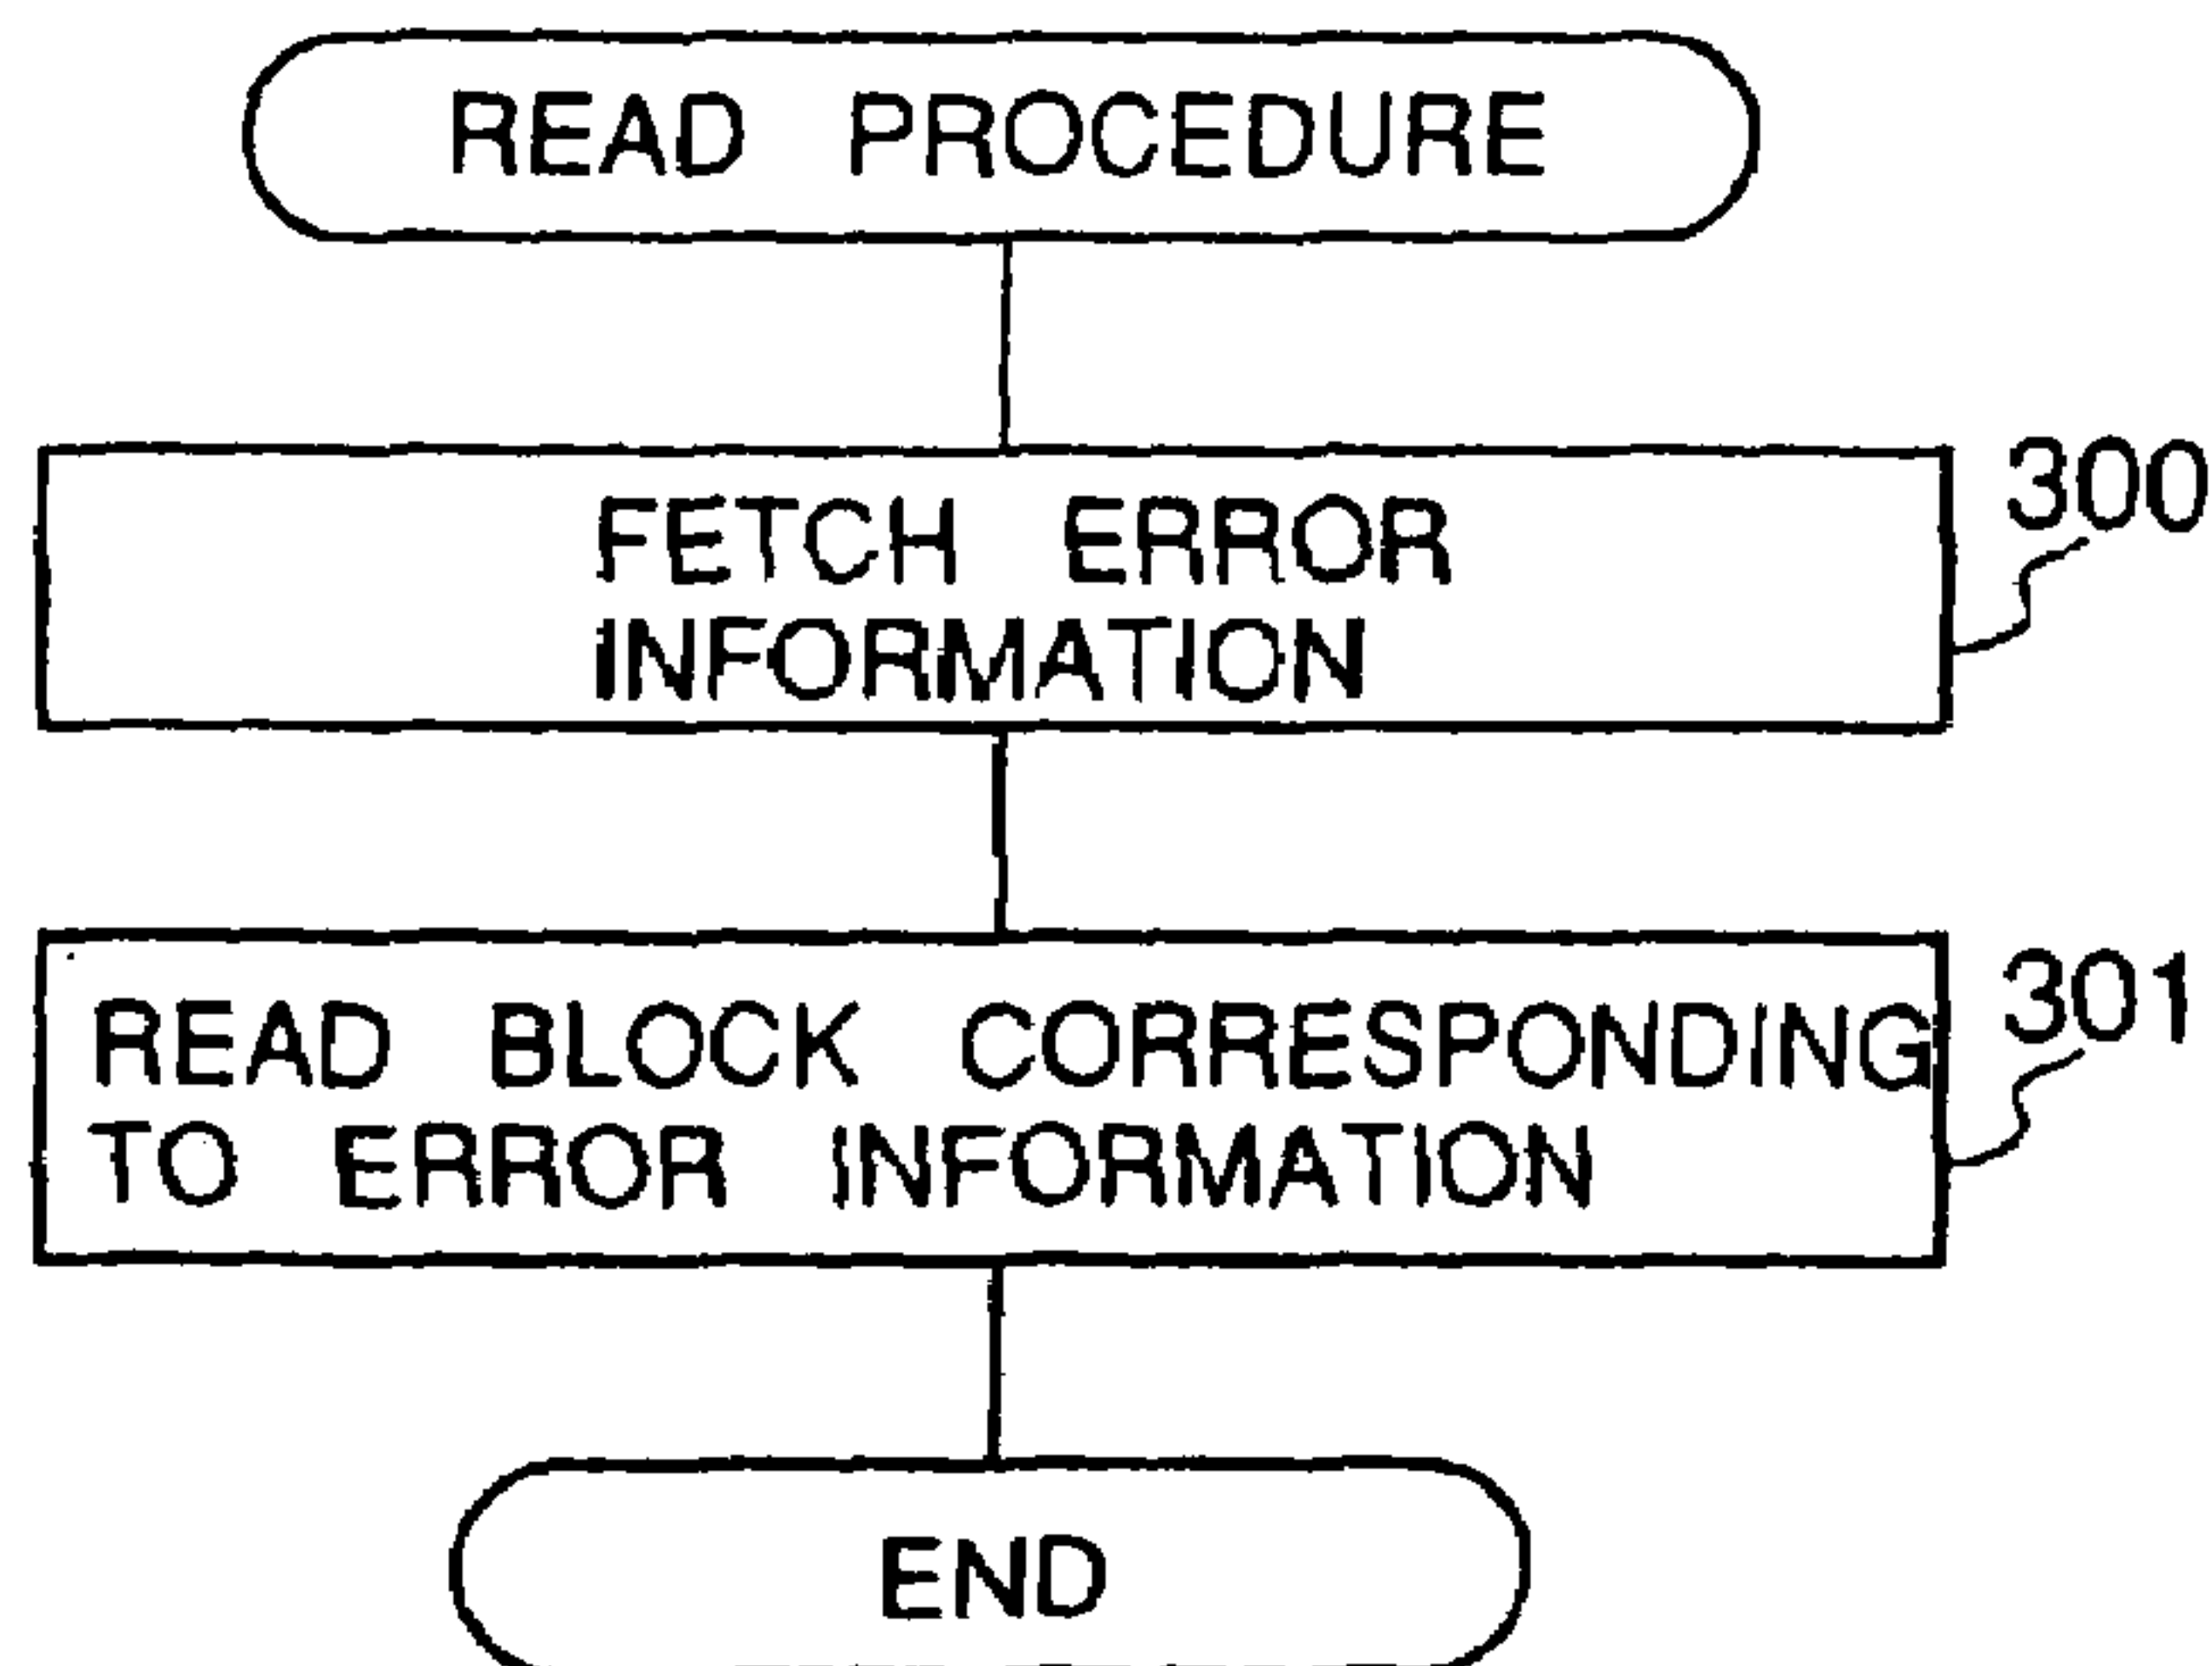 READ PROCEDURE
FETCH ERROR
INFORMATION
300
READ BLOCK CORRESPONDING
TO ERROR INFORMATION
301
END